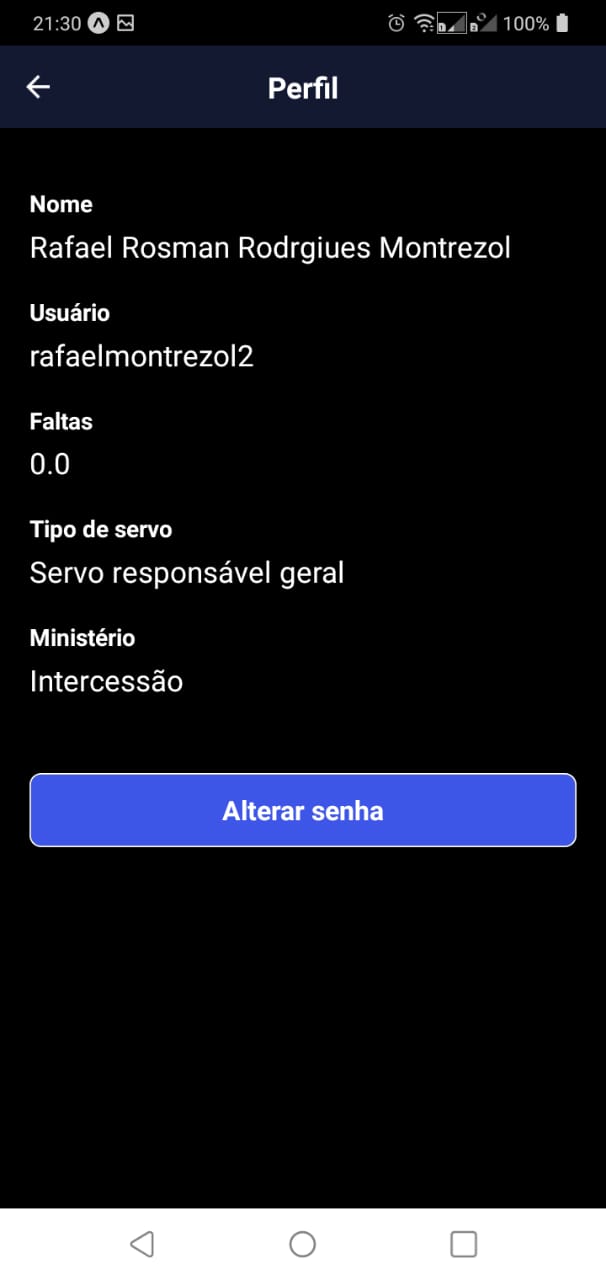 21:30 100%
Perfil
Nome
Rafael Rosman Rodrgiues Montrezol
Usuário
rafaelmontrezol2
Faltas
0.0
Tipo de servo
Servo responsável geral
Ministério
Intercessão
Alterar senha